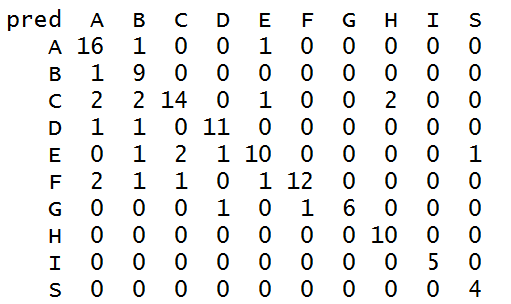 pred A B C D E F G H I S
A 16 1 0 0 1 0 0 0 0 0
B 1 9 0 0 0 0 0 0 0 0
C 2 2 14 0 1 0 0 2 0 0
D 1 1 0 11 0 0 0 0 0 0
E 0 1 2 1 10 0 0 0 0 1
F 2 1 1 0 1 12 0 0 0 0
G 0 0 0 1 0 1 6 0 0 0
H 0 0 0 0 0 0 0 10 0 0
I 0 0 0 0 0 0 0 0 5 0
S 0 0 0 0 0 0 0 0 0 4